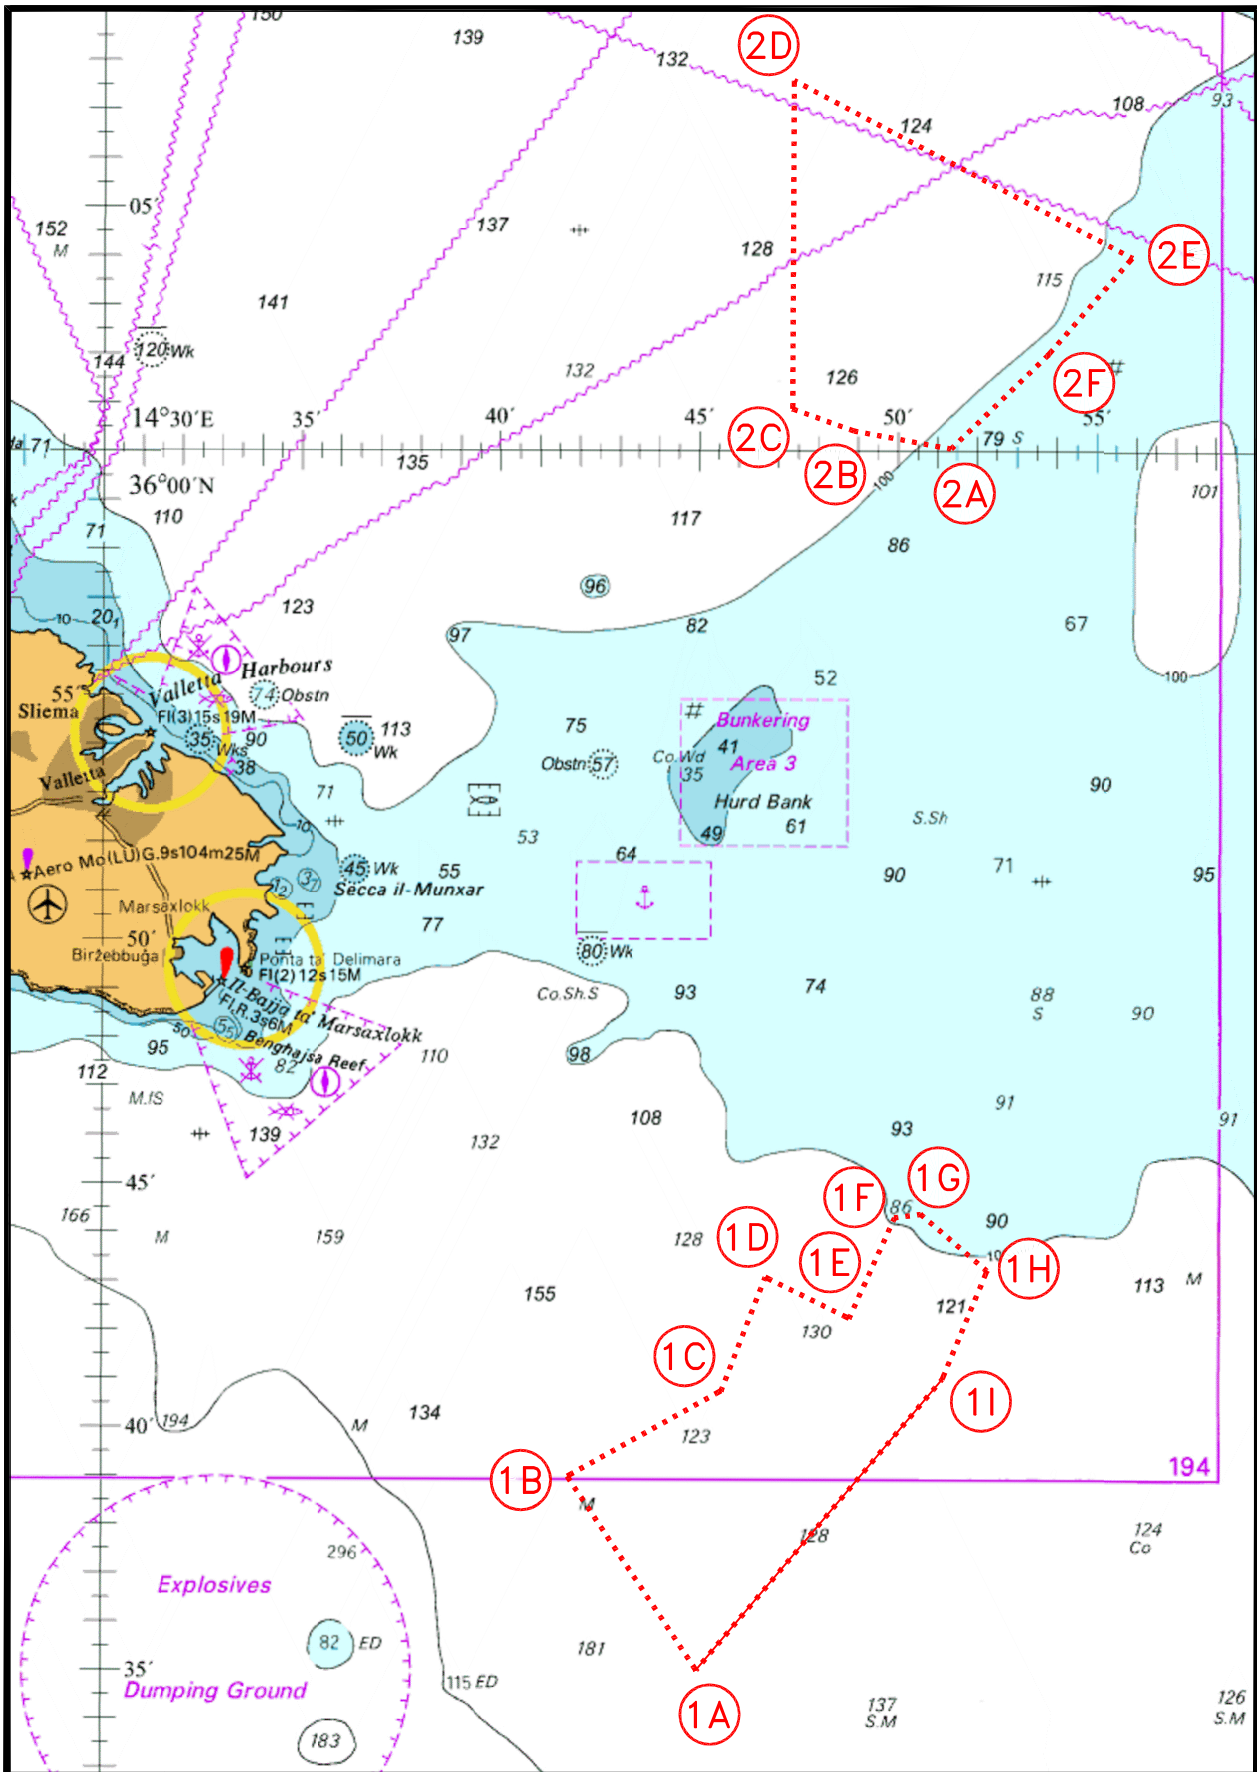 150
139
2D
132
108
93
124
05′
152
M
137
128
2E
115
141
120 Wk
144
132
126
2F
14°30′E
35′
40′
45′
50′
55′
2C
79 S
71
135
2B
2A
36°00′N
100
101
110
117
71
86
96
20₁
10
123
97
82
67
Harbours
Valletta
100
52
55′
74 Obstn
Sliema
Fl(3)15s19M
Bunkering
113
75
35
Wks
90
50
Wk
41
38
Obstn 57
Co.Wd
35
Area 3
Valletta
90
71
Hurd Bank
10
S.Sh
61
49
53
64
Aero Mo(LU)G.9s104m25M
45 Wk
55
90
71
95
1₂
3₇
Secca il-Munxar
Marsaxlokk
77
50′
Birżebbuġa
80 Wk
Ponta ta' Delimara
Fl(2)12s15M
Il-Bajja ta' Marsaxlokk
Fl.R.3s6M
Co.Sh.S
93
74
88
S
90
50
5₅
Benghajsa Reef
95
98
110
82
112
M.fS
108
91
91
139
132
93
45′
1G
1F
86
166
M
159
128
1D
90
1E
10
1H
155
121
113
M
130
1C
1I
194
40′
M
134
123
194
1B
M
128
124
Co
296
Explosives
82 ED
181
35′
115 ED
Dumping Ground
1A
137
S.M
126
S.M
183